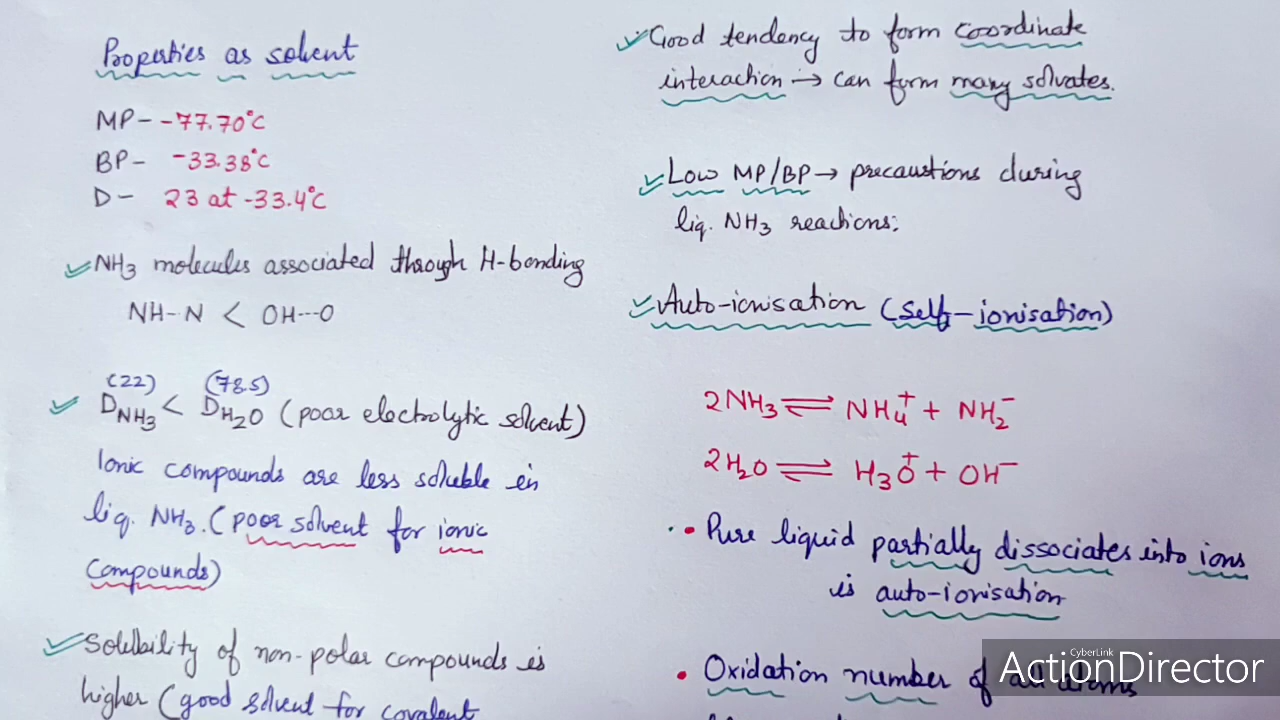 Properties as solvent
MP- -77.70°C
BP- -33.38°C
D- 23 at -33.4°C
NH3 molecules associated through H-bonding
NH--N < OH---O
(22) (78.5)
DNH3 < DH2O (poor electrolytic solvent)
Ionic compounds are less soluble in
liq. NH3. (poor solvent for ionic
compounds)
Solubility of non-polar compounds is
higher (good solvent for covalent
Good tendency to form coordinate
interaction → can form many solvates.
Low MP/BP → precaustions during
liq. NH3 reactions:
Auto-ionisation (self-ionisation)
2NH3 ⇌ NH4+ + NH2-
2H2O ⇌ H3O+ + OH-
• Pure liquid partially dissociates into ions
is auto-ionisation
• Oxidation number of all atoms
CyberLink
ActionDirector